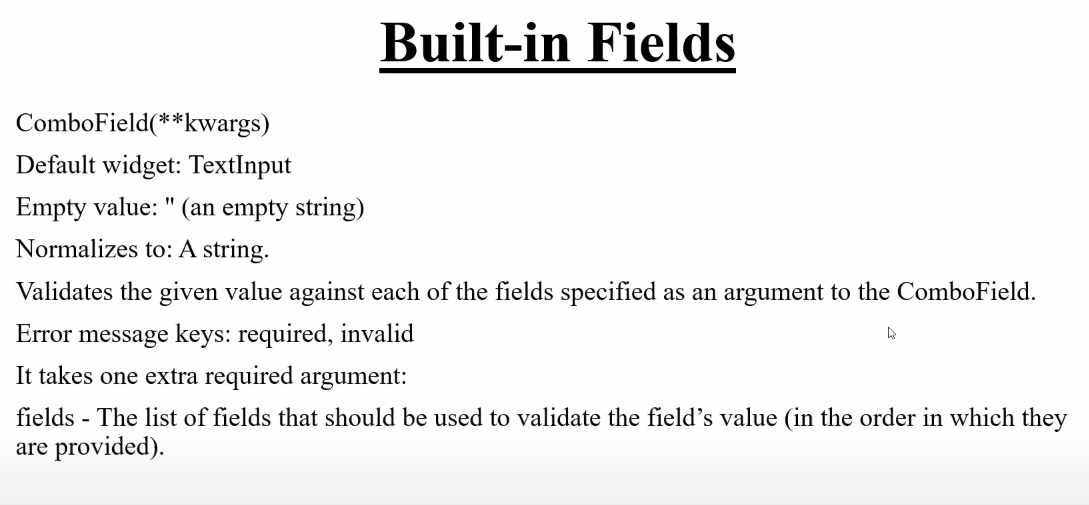 Built-in Fields
ComboField(**kwargs)
Default widget: TextInput
Empty value: '' (an empty string)
Normalizes to: A string.
Validates the given value against each of the fields specified as an argument to the ComboField.
Error message keys: required, invalid
It takes one extra required argument:
fields - The list of fields that should be used to validate the field’s value (in the order in which they
are provided).